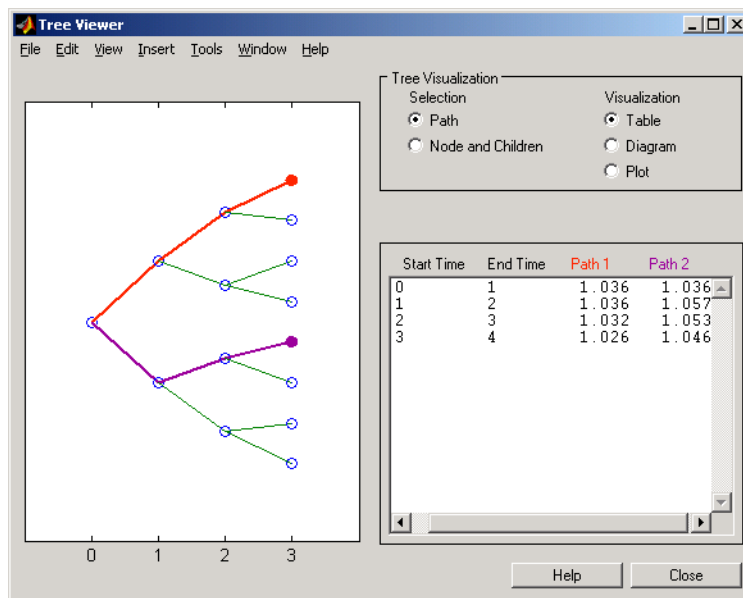 Tree Viewer
File Edit View Insert Tools Window Help
Tree Visualization
Selection Visualization
Path Table
Node and Children Diagram
Plot
Start Time End Time Path 1 Path 2
0 1 1.036 1.036
1 2 1.036 1.057
2 3 1.032 1.053
3 4 1.026 1.046
0 1 2 3
Help Close